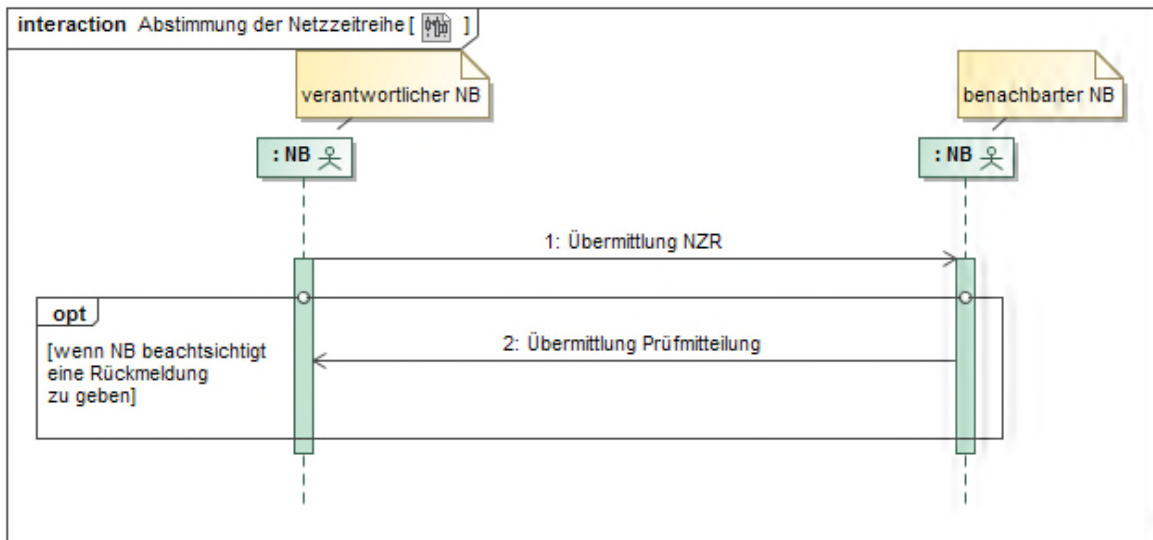 interaction Abstimmung der Netzzeitreihe [ ]
verantwortlicher NB
benachbarter NB
: NB
: NB
1: Übermittlung NZR
opt
[wenn NB beachtsichtigt
eine Rückmeldung
zu geben]
2: Übermittlung Prüfmitteilung